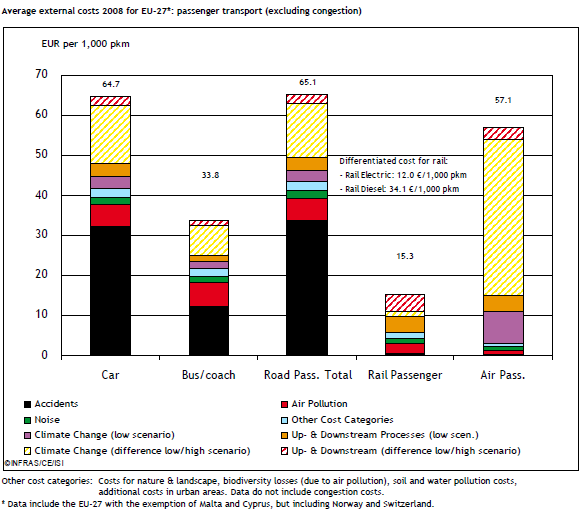 Average external costs 2008 for EU-27*: passenger transport (excluding congestion)
EUR per 1,000 pkm
70
60
50
40
30
20
10
0
64.7
33.8
65.1
15.3
57.1
Differentiated cost for rail:
- Rail Electric: 12.0 €/1,000 pkm
- Rail Diesel: 34.1 €/1,000 pkm
Car
Bus/coach
Road Pass. Total
Rail Passenger
Air Pass.
Accidents
Air Pollution
Noise
Other Cost Categories
Climate Change (low scenario)
Up- & Downstream Processes (low scen.)
Climate Change (difference low/high scenario)
Up- & Downstream (difference low/high scenario)
©INFRAS/CE/ISI
Other cost categories: Costs for nature & landscape, biodiversity losses (due to air pollution), soil and water pollution costs,
additional costs in urban areas. Data do not include congestion costs.
* Data include the EU-27 with the exemption of Malta and Cyprus, but including Norway and Switzerland.